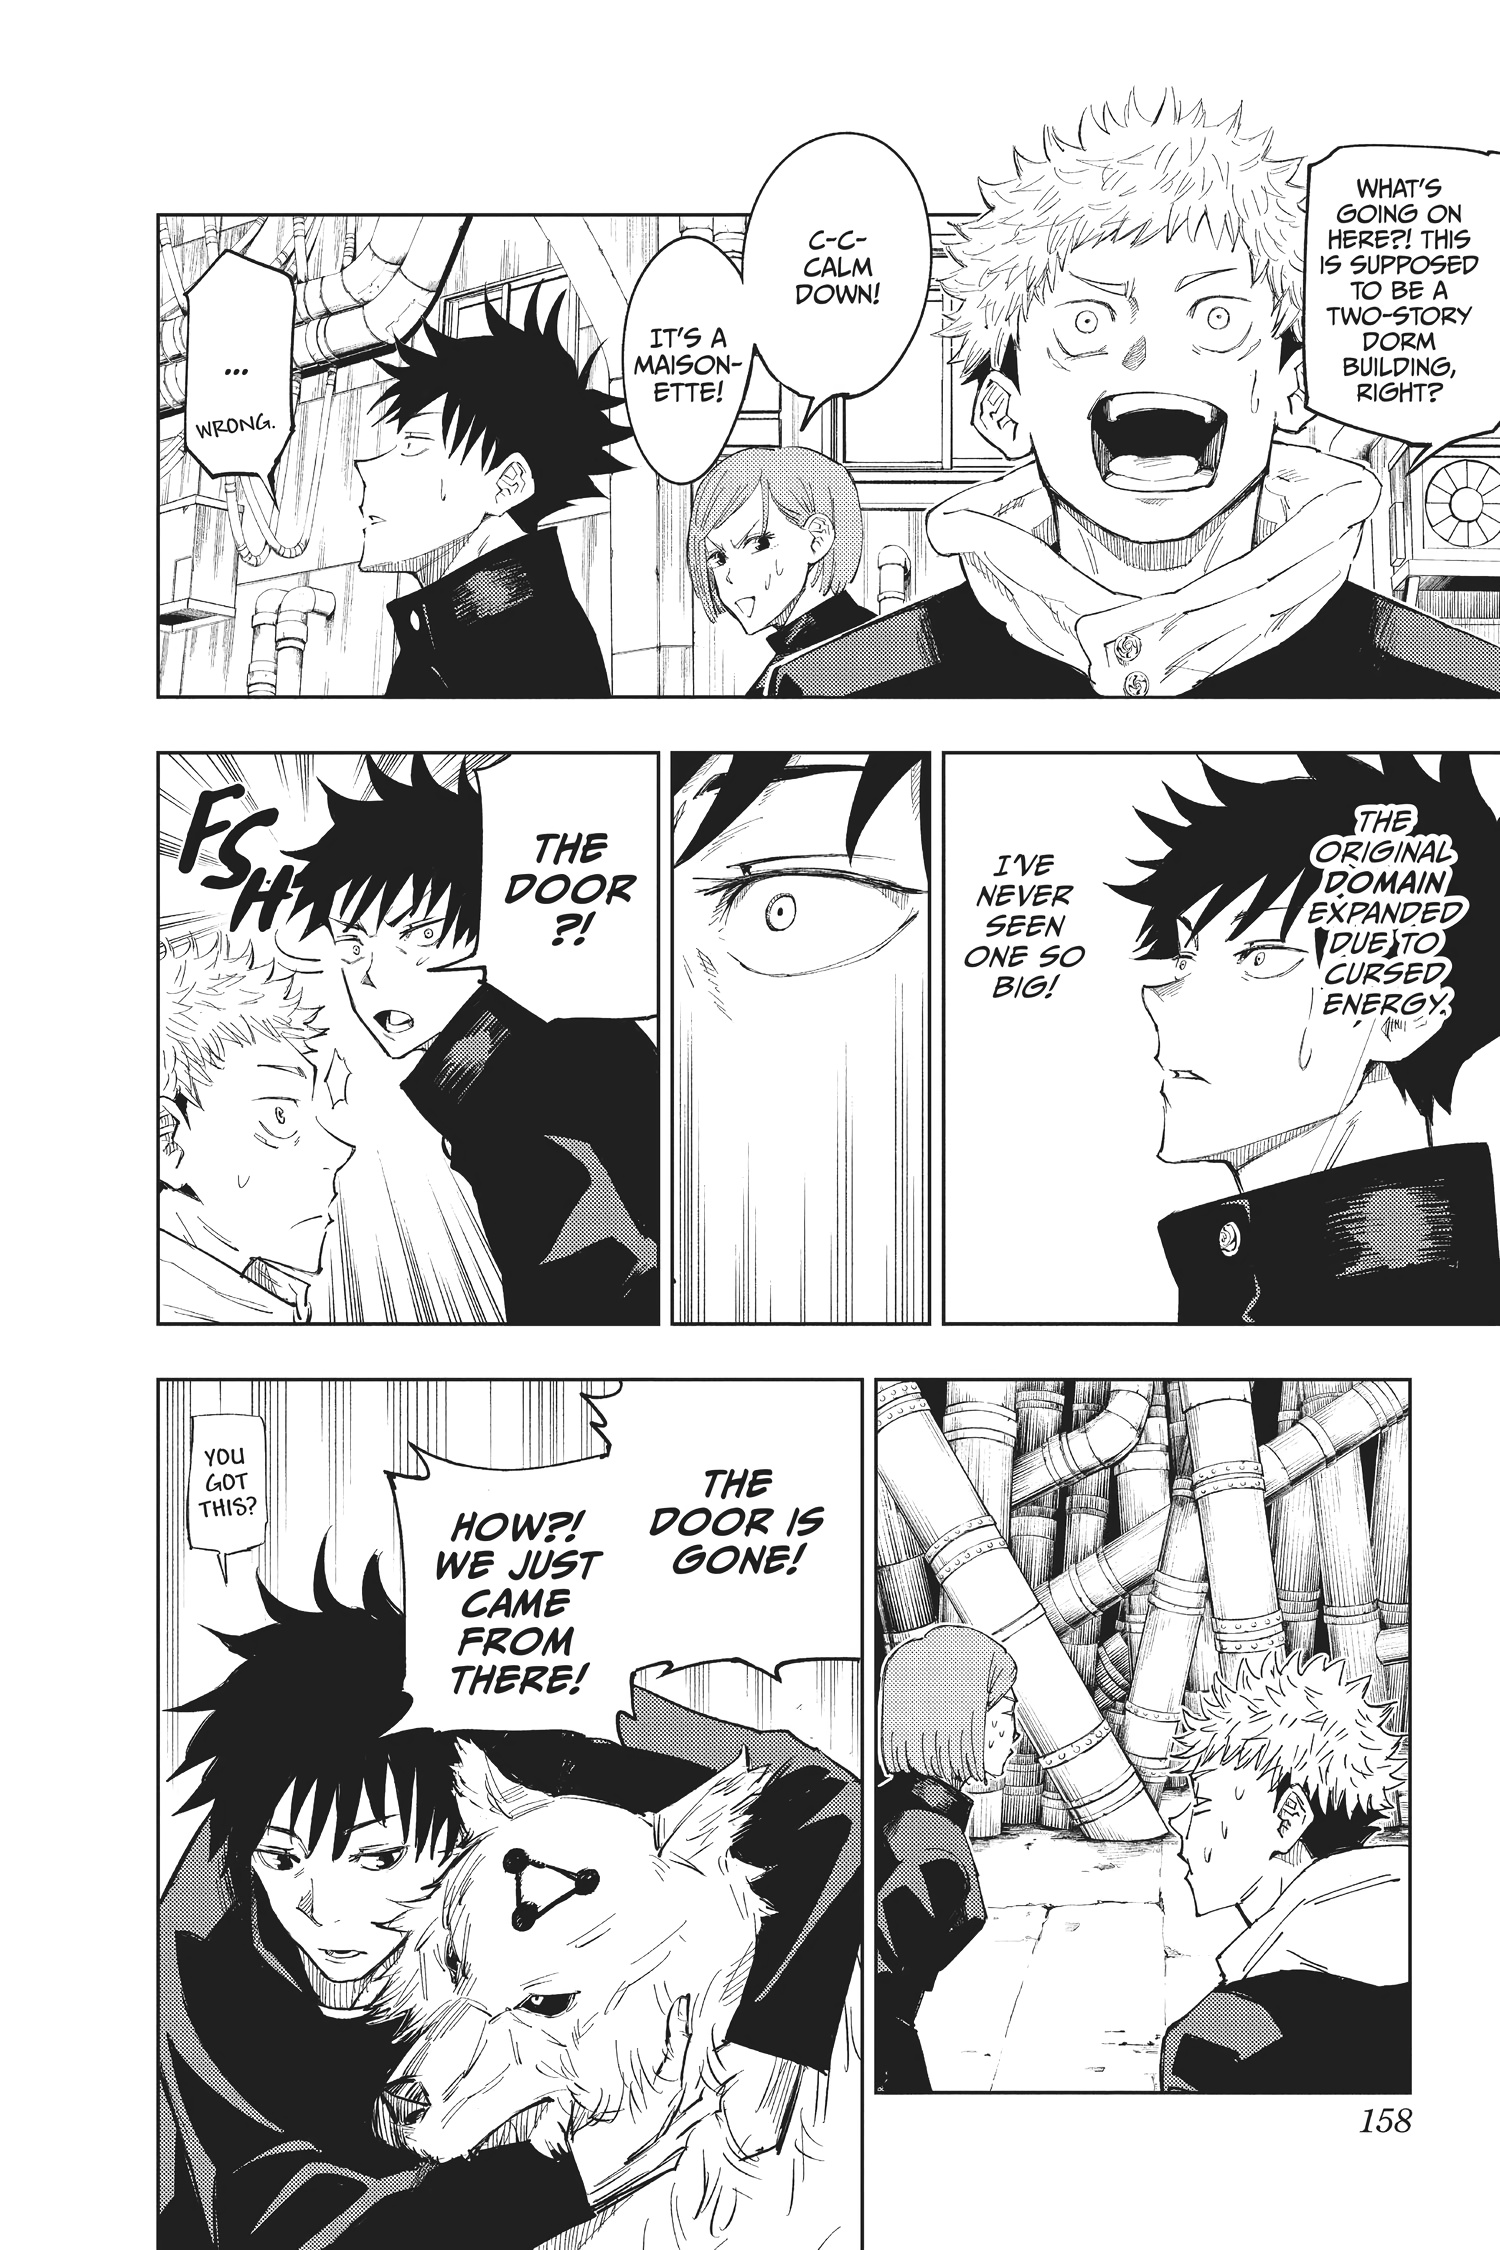 WHAT'S
GOING ON
HERE?! THIS
IS SUPPOSED
TO BE A
TWO-STORY
DORM
BUILDING,
RIGHT?
C-C-
CALM
DOWN!
IT'S A
MAISON-
ETTE!
...
WRONG.
THE
ORIGINAL
DOMAIN
EXPANDED
DUE TO
CURSED
ENERGY.
I'VE
NEVER
SEEN
ONE SO
BIG!
THE
DOOR
?!
FSH
THE
DOOR IS
GONE!
HOW?!
WE JUST
CAME
FROM
THERE!
YOU
GOT
THIS?
158